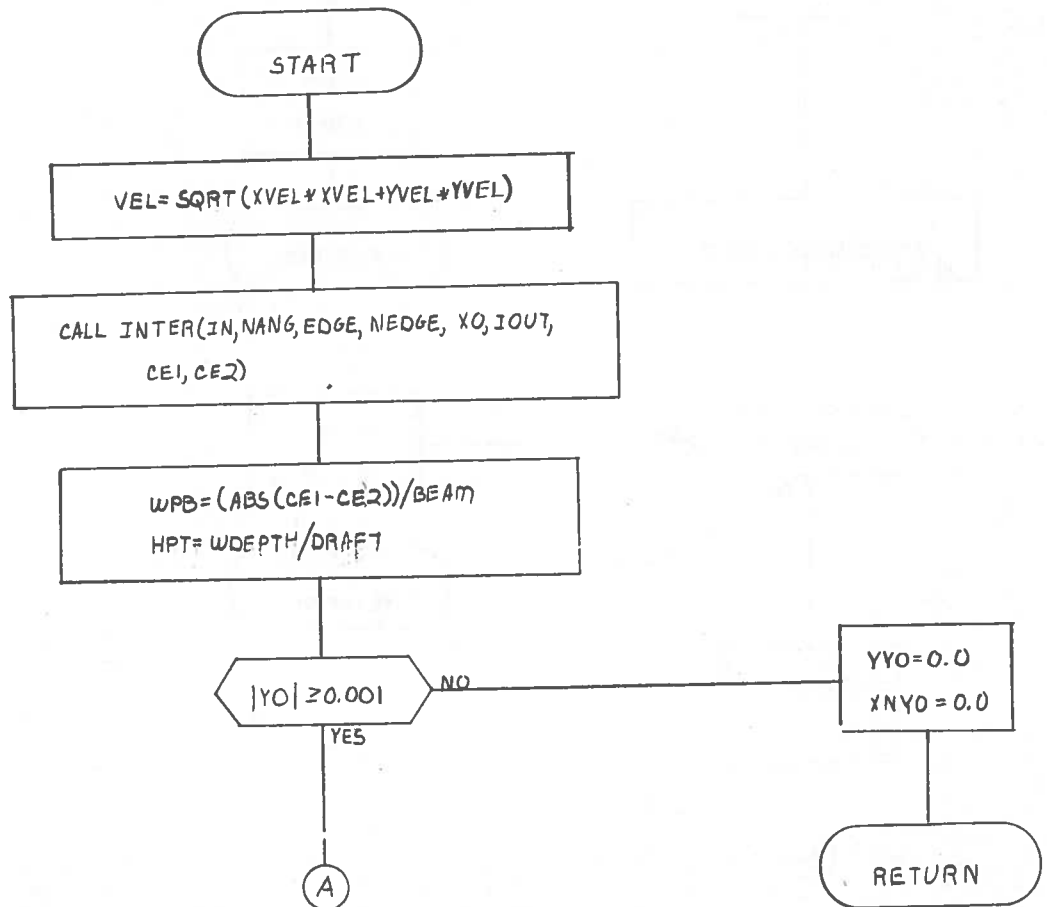 START
VEL= SQRT(XVEL*XVEL+YVEL*YVEL)
CALL INTER(IN,NANG,EDGE, NEDGE, XO,IOUT,
CE1, CE2)
WPB=(ABS(CE1-CE2))/BEAM
HPT= WDEPTH/DRAFT
|YO| ≥0.001
NO
YYO=0.0
XNYO=0.0
YES
A
RETURN